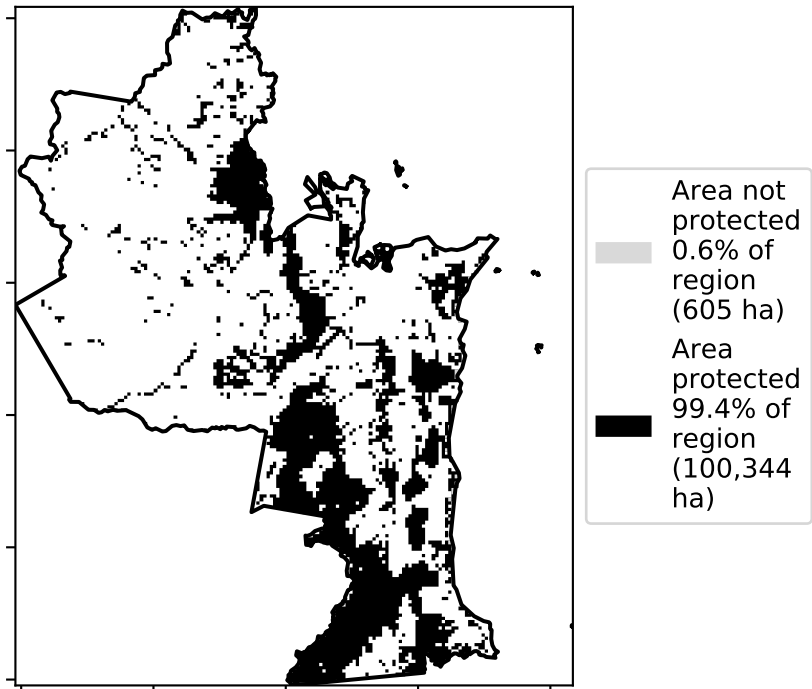 Area not
protected
0.6% of
region
(605 ha)
Area
protected
99.4% of
region
(100,344
ha)